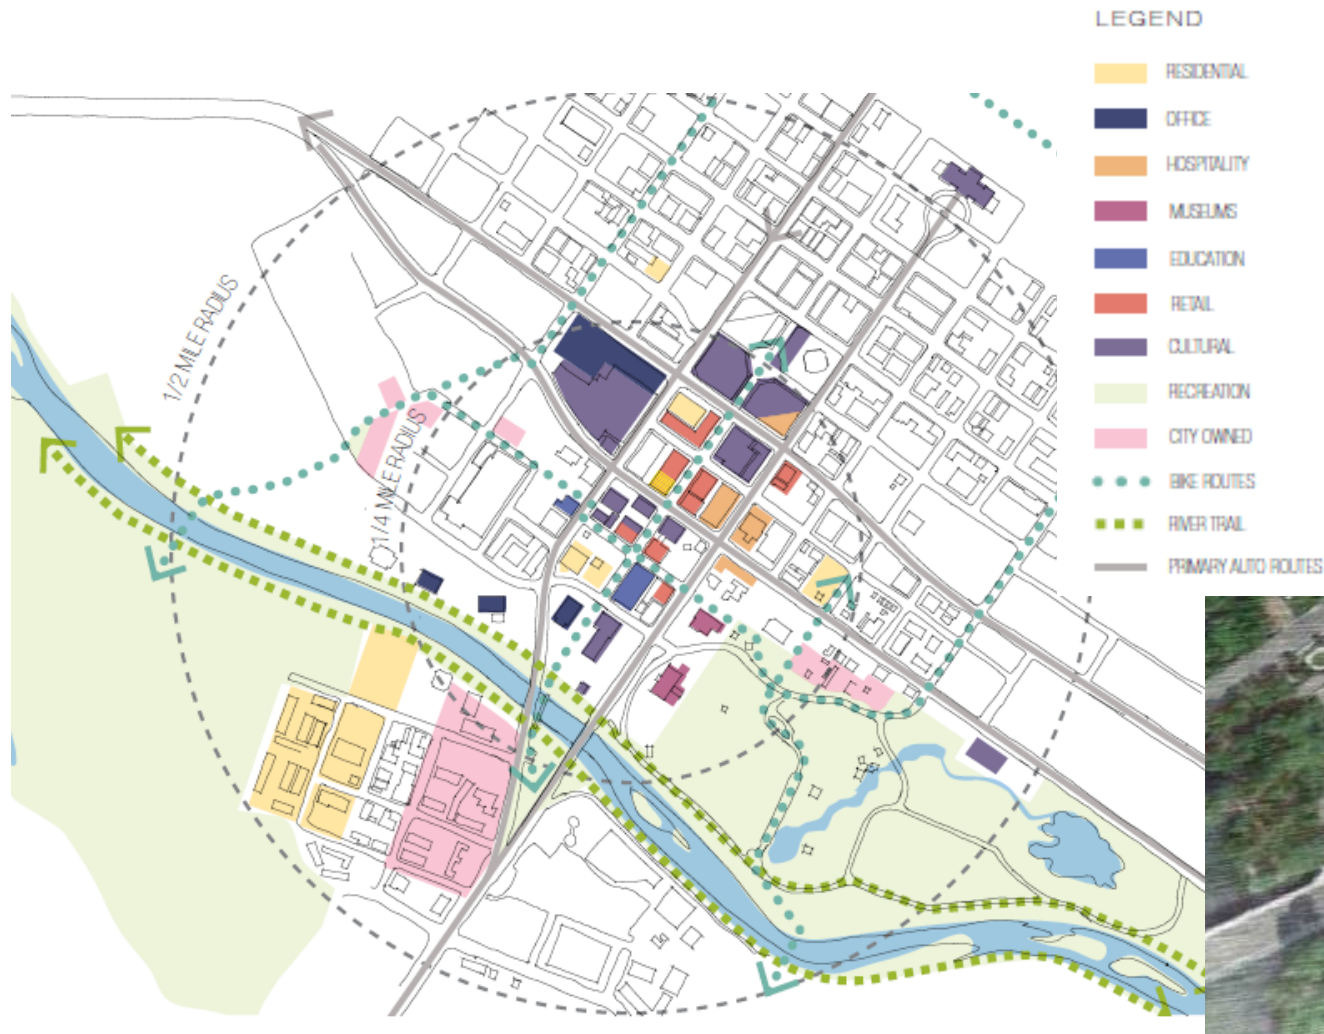 LEGEND
RESIDENTIAL
OFFICE
HOSPITALITY
MUSEUMS
EDUCATION
RETAIL
CULTURAL
RECREATION
CITY OWNED
BIKE ROUTES
RIVER TRAIL
PRIMARY AUTO ROUTES
1/2 MILE RADIUS
1/4 MILE RADIUS